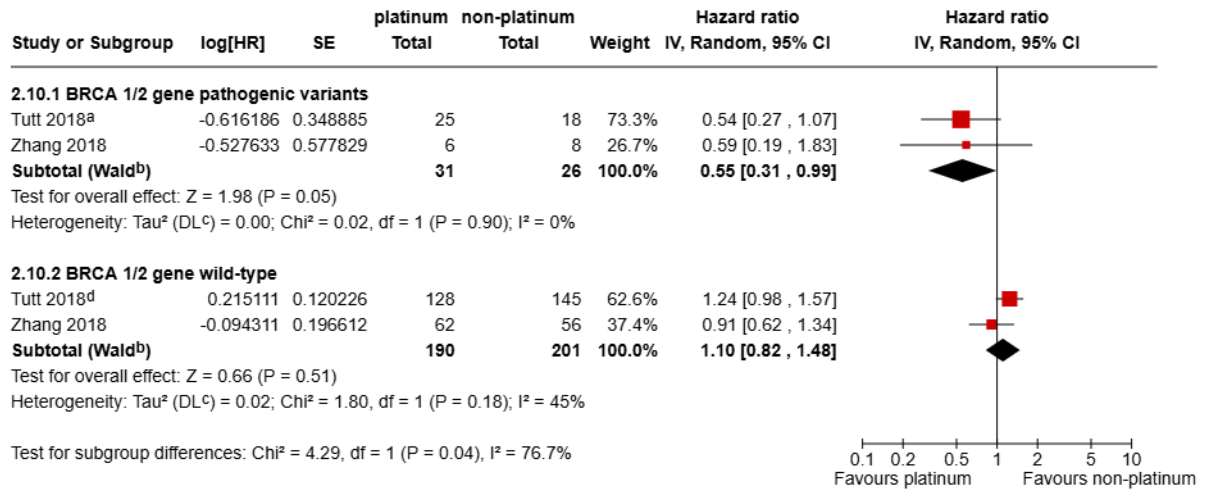 platinum non-platinum Hazard ratio Hazard ratio
Study or Subgroup log[HR] SE Total Total Weight IV, Random, 95% CI IV, Random, 95% CI
2.10.1 BRCA 1/2 gene pathogenic variants
Tutt 2018ᵃ -0.616186 0.348885 25 18 73.3% 0.54 [0.27 , 1.07]
Zhang 2018 -0.527633 0.577829 6 8 26.7% 0.59 [0.19 , 1.83]
Subtotal (Waldᵇ) 31 26 100.0% 0.55 [0.31 , 0.99]
Test for overall effect: Z = 1.98 (P = 0.05)
Heterogeneity: Tau² (DLᶜ) = 0.00; Chi² = 0.02, df = 1 (P = 0.90); I² = 0%
2.10.2 BRCA 1/2 gene wild-type
Tutt 2018ᵈ 0.215111 0.120226 128 145 62.6% 1.24 [0.98 , 1.57]
Zhang 2018 -0.094311 0.196612 62 56 37.4% 0.91 [0.62 , 1.34]
Subtotal (Waldᵇ) 190 201 100.0% 1.10 [0.82 , 1.48]
Test for overall effect: Z = 0.66 (P = 0.51)
Heterogeneity: Tau² (DLᶜ) = 0.02; Chi² = 1.80, df = 1 (P = 0.18); I² = 45%
Test for subgroup differences: Chi² = 4.29, df = 1 (P = 0.04), I² = 76.7%
0.1 0.2 0.5 1 2 5 10
Favours platinum Favours non-platinum